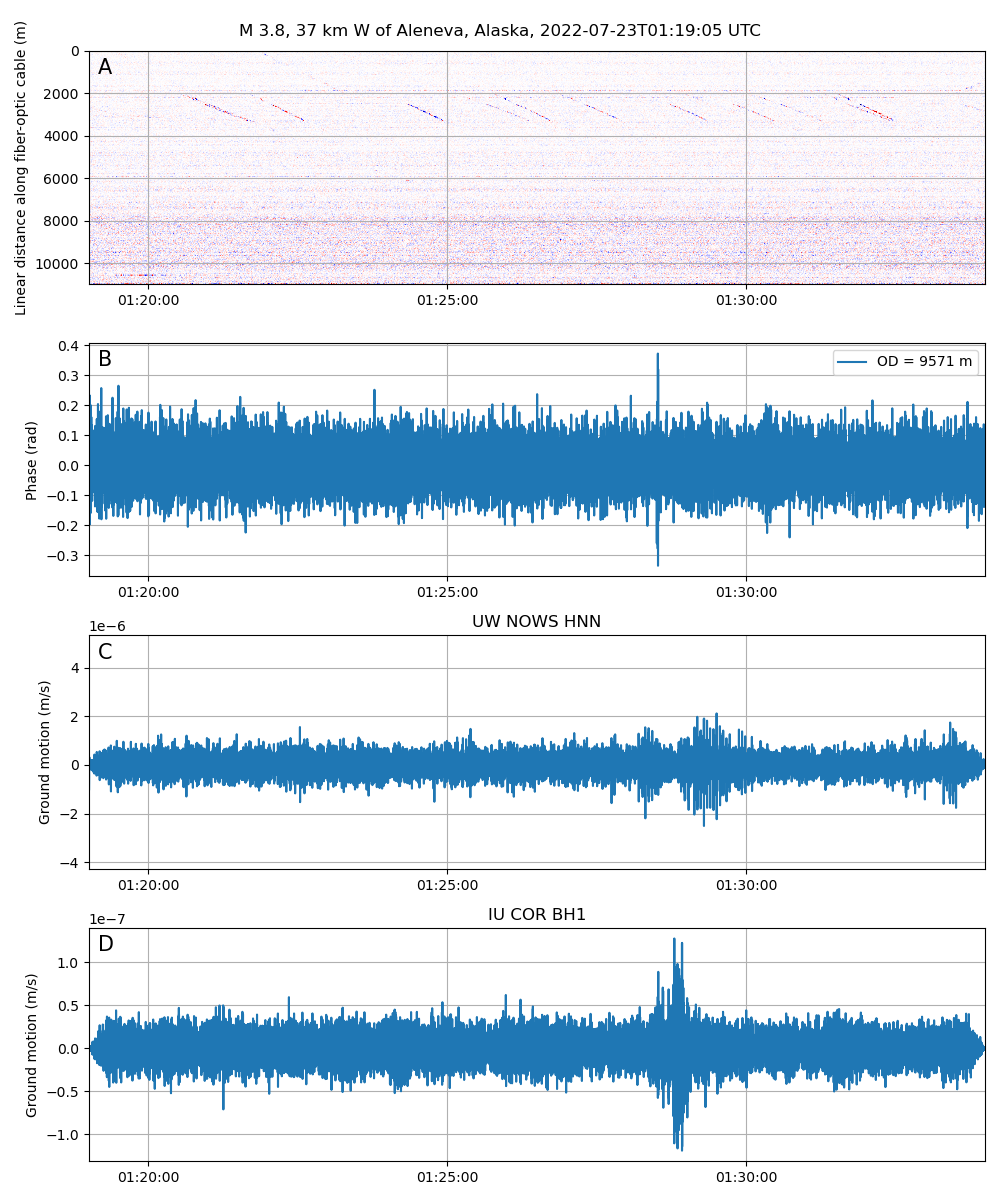 M 3.8, 37 km W of Aleneva, Alaska, 2022-07-23T01:19:05 UTC
Linear distance along fiber-optic cable (m)
A
0
2000
4000
6000
8000
10000
01:20:00 01:25:00 01:30:00
B
OD = 9571 m
Phase (rad)
0.4
0.3
0.2
0.1
0.0
−0.1
−0.2
−0.3
01:20:00 01:25:00 01:30:00
UW NOWS HNN
1e−6
C
Ground motion (m/s)
4
2
0
−2
−4
01:20:00 01:25:00 01:30:00
IU COR BH1
1e−7
D
Ground motion (m/s)
1.0
0.5
0.0
−0.5
−1.0
01:20:00 01:25:00 01:30:00